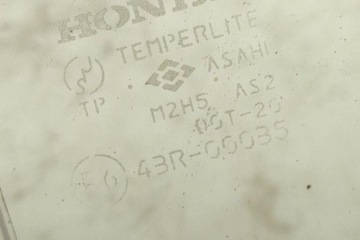 HONDA
TEMPERLITE
ASAHI
TP
M2H5 AS2
DOT-20
43R-00035